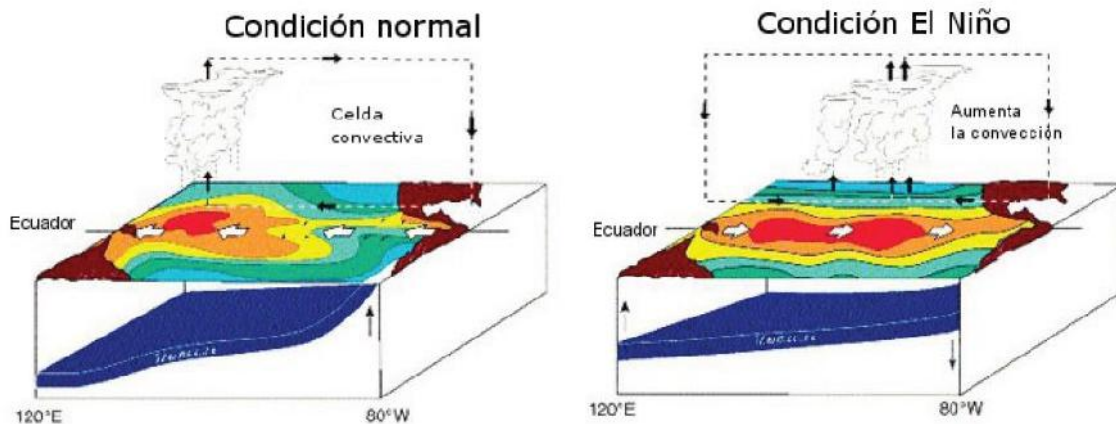 Condición normal
Celda
convectiva
Ecuador
120°E
80°W
Condición El Niño
Aumenta
la convección
Ecuador
120°E
80°W